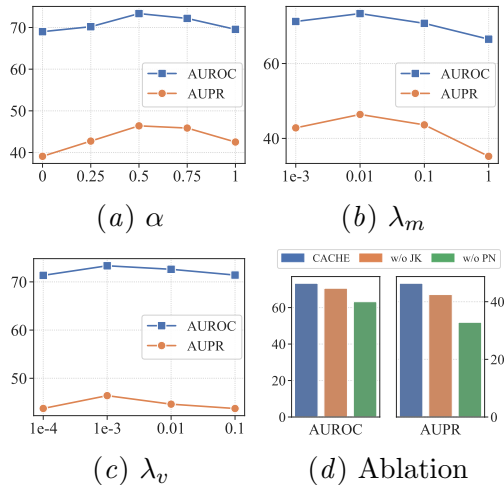 70
60
50
40
AUROC
AUPR
0 0.25 0.5 0.75 1
(a) α
60
40
AUROC
AUPR
1e-3 0.01 0.1 1
(b) λm
70
60
50
AUROC
AUPR
1e-4 1e-3 0.01 0.1
(c) λv
CACHE w/o JK w/o PN
60
40
20
0
40
20
0
AUROC AUPR
(d) Ablation